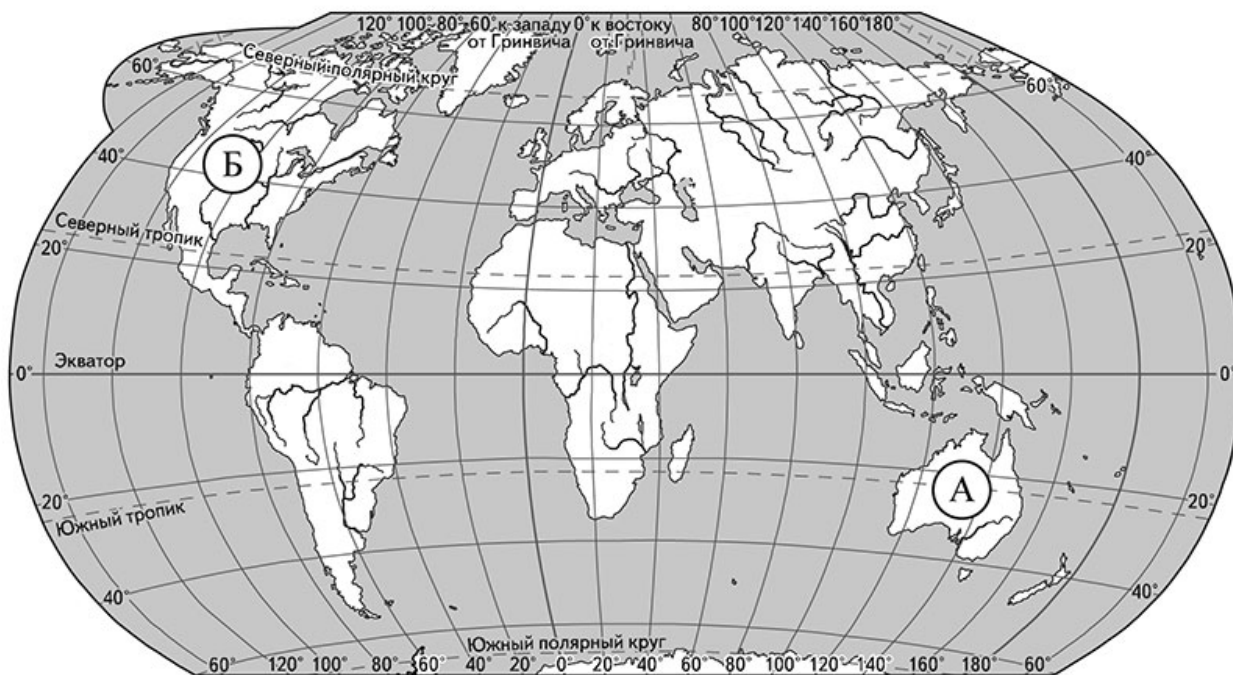 120° 100° 80° 60° к западу 0° к востоку 80° 100° 120° 140° 160° 180°
от Гринвича от Гринвича
Северный полярный круг
60° 60°
Б
40° 40°
Северный тропик
20° 20°
Экватор
0° 0°
А
20° 20°
Южный тропик
40° 40°
Южный полярный круг
60° 120° 100° 80° 60° 40 20° 0° 20° 40° 60° 80° 100° 120° 140° 160° 180° 60°